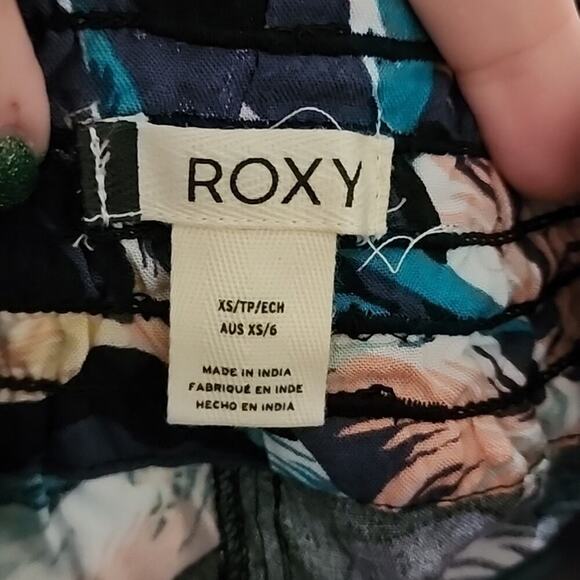 ROXY
XS/TP/ECH
AUS XS/6
MADE IN INDIA
FABRIQUÉ EN INDE
HECHO EN INDIA